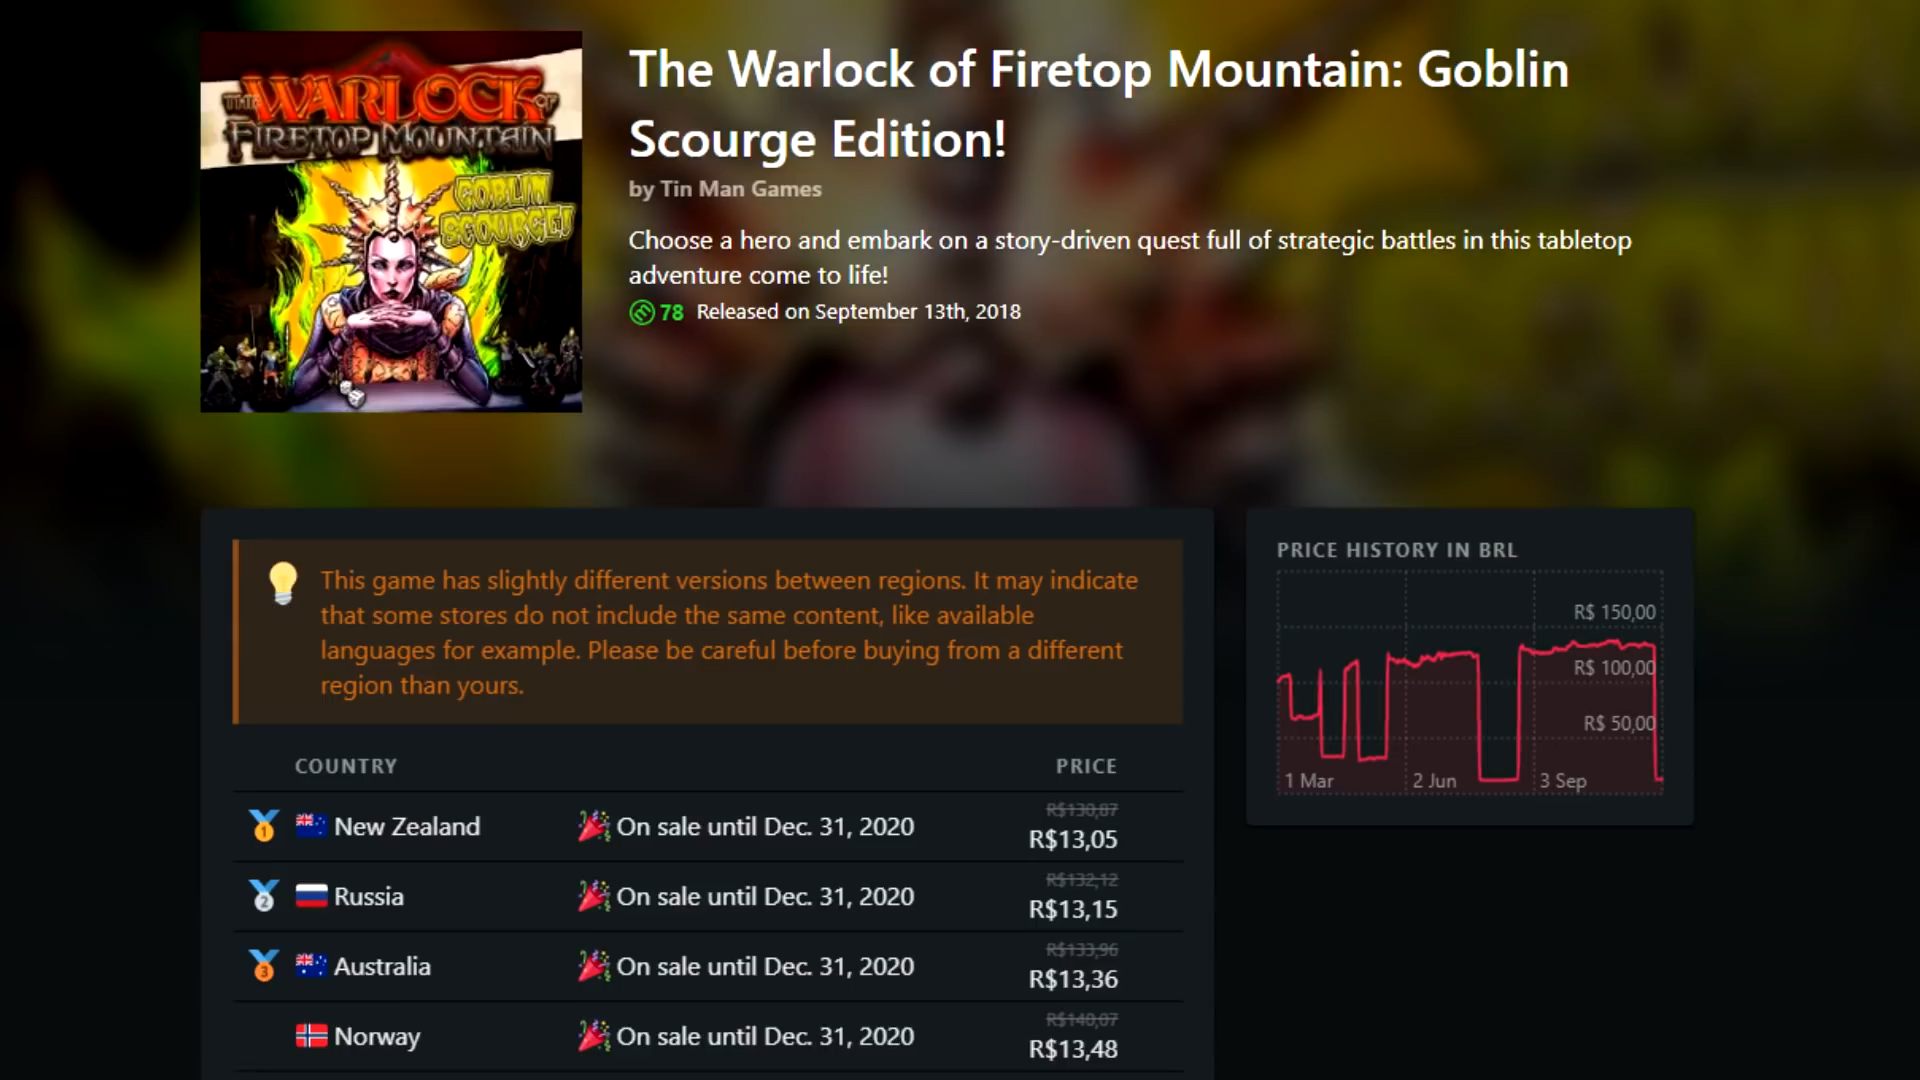 THE WARLOCK OF
FIRETOP MOUNTAIN
GOBLIN
SCOURGE!
The Warlock of Firetop Mountain: Goblin
Scourge Edition!
by Tin Man Games
Choose a hero and embark on a story-driven quest full of strategic battles in this tabletop
adventure come to life!
78 Released on September 13th, 2018
This game has slightly different versions between regions. It may indicate
that some stores do not include the same content, like available
languages for example. Please be careful before buying from a different
region than yours.
COUNTRY PRICE
1 New Zealand On sale until Dec. 31, 2020 R$130,87
R$13,05
2 Russia On sale until Dec. 31, 2020 R$132,12
R$13,15
3 Australia On sale until Dec. 31, 2020 R$133,96
R$13,36
Norway On sale until Dec. 31, 2020 R$140,07
R$13,48
PRICE HISTORY IN BRL
R$ 150,00
R$ 100,00
R$ 50,00
1 Mar 2 Jun 3 Sep